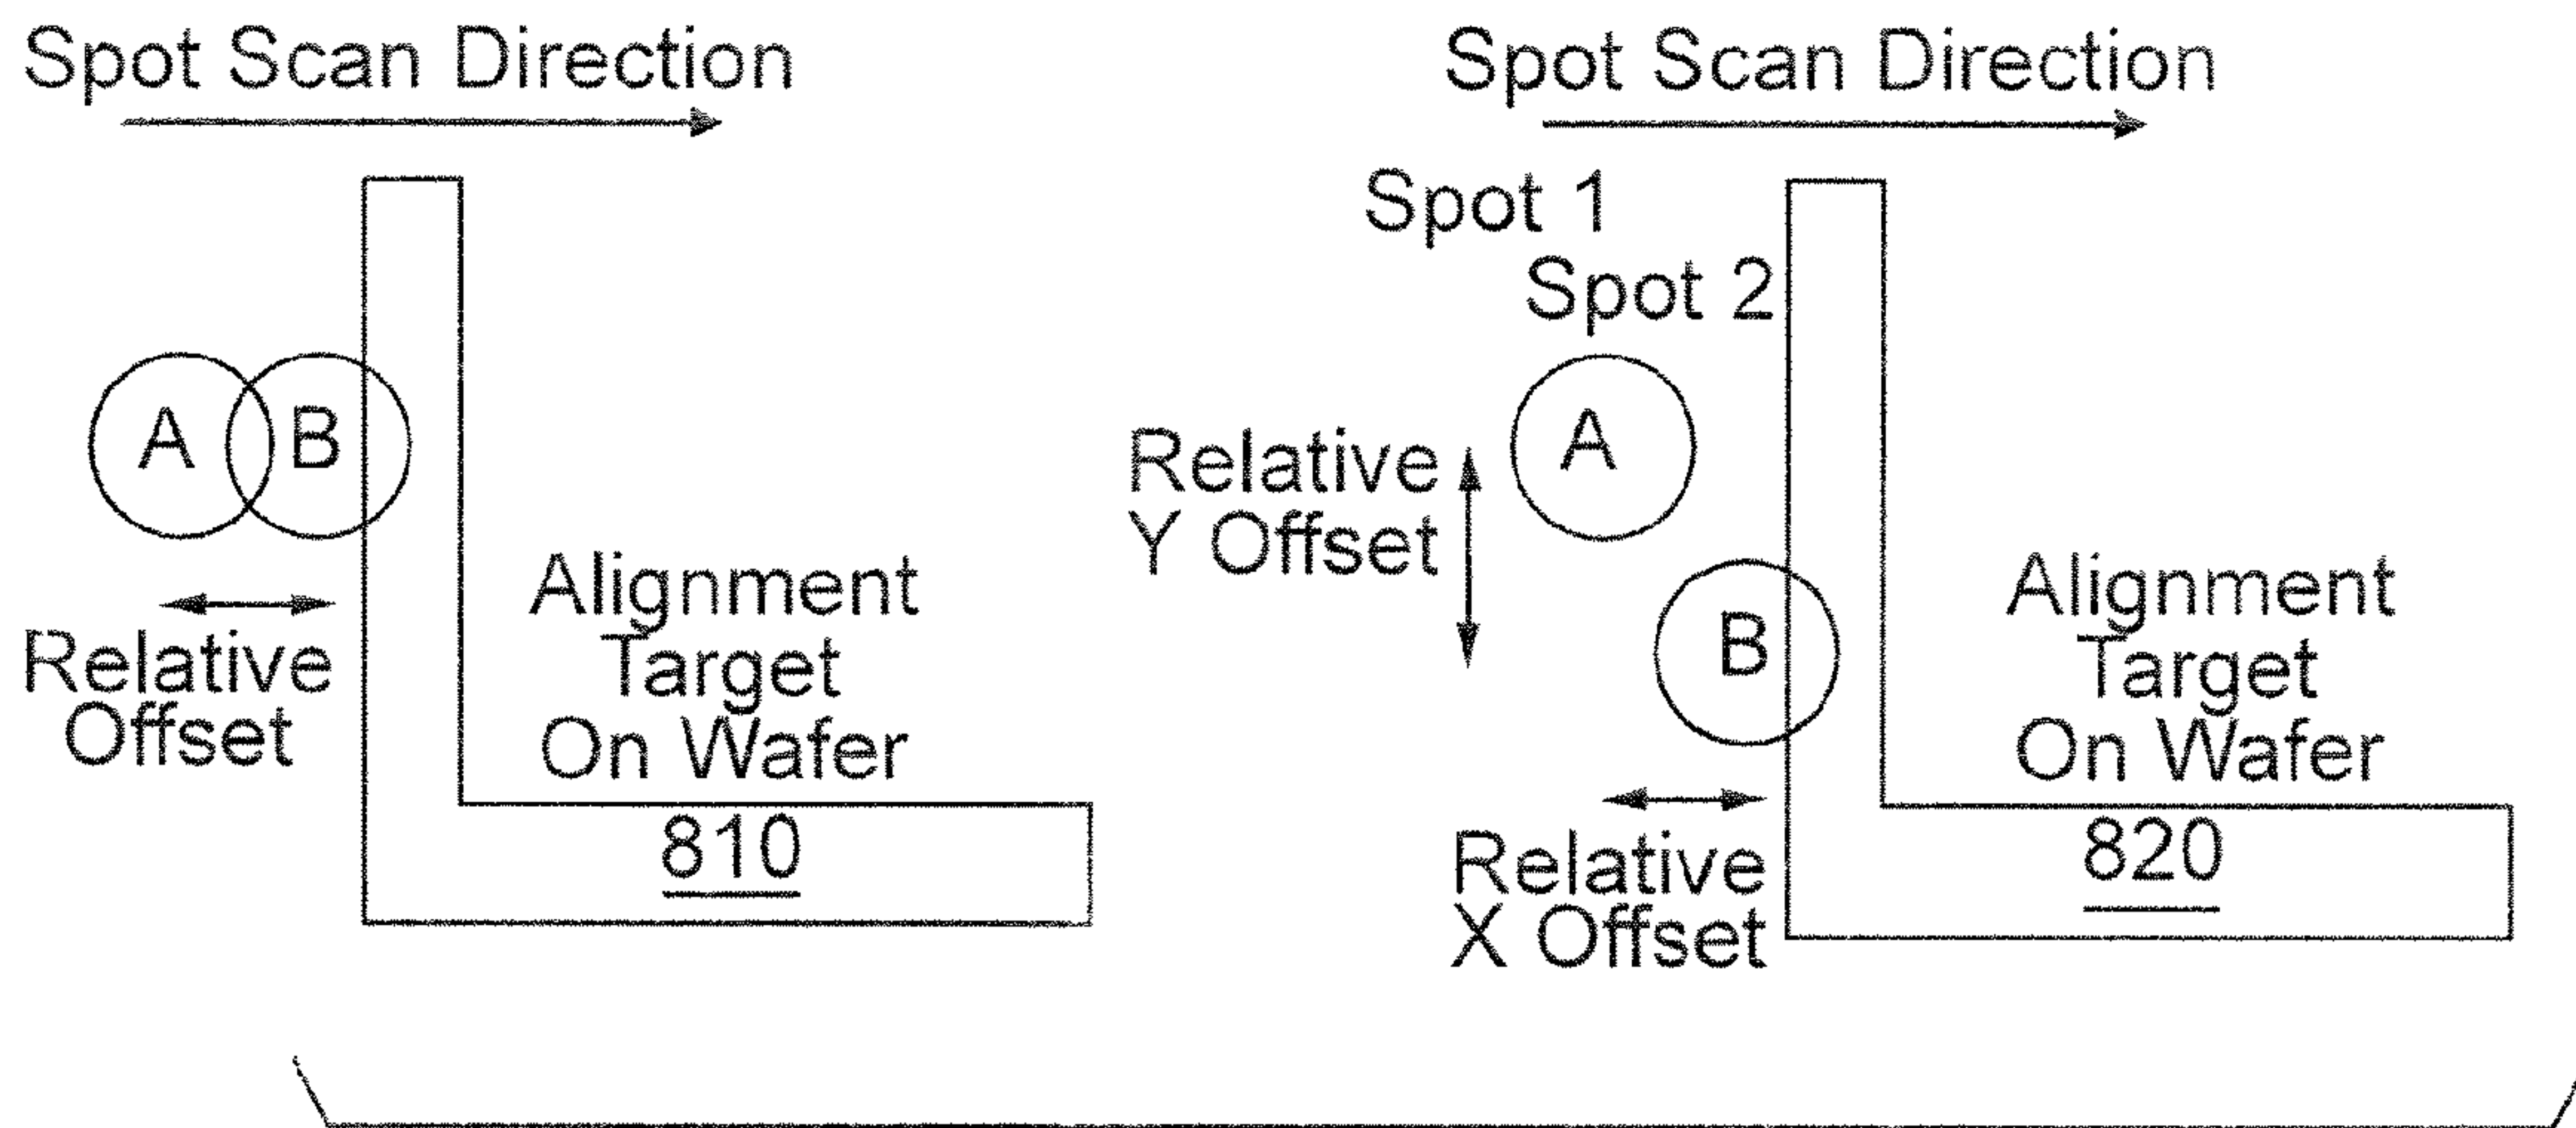 Spot Scan Direction
A
B
Relative
Offset
Alignment
Target
On Wafer
810
Spot Scan Direction
Spot 1
Spot 2
A
Relative
Y Offset
B
Relative
X Offset
Alignment
Target
On Wafer
820